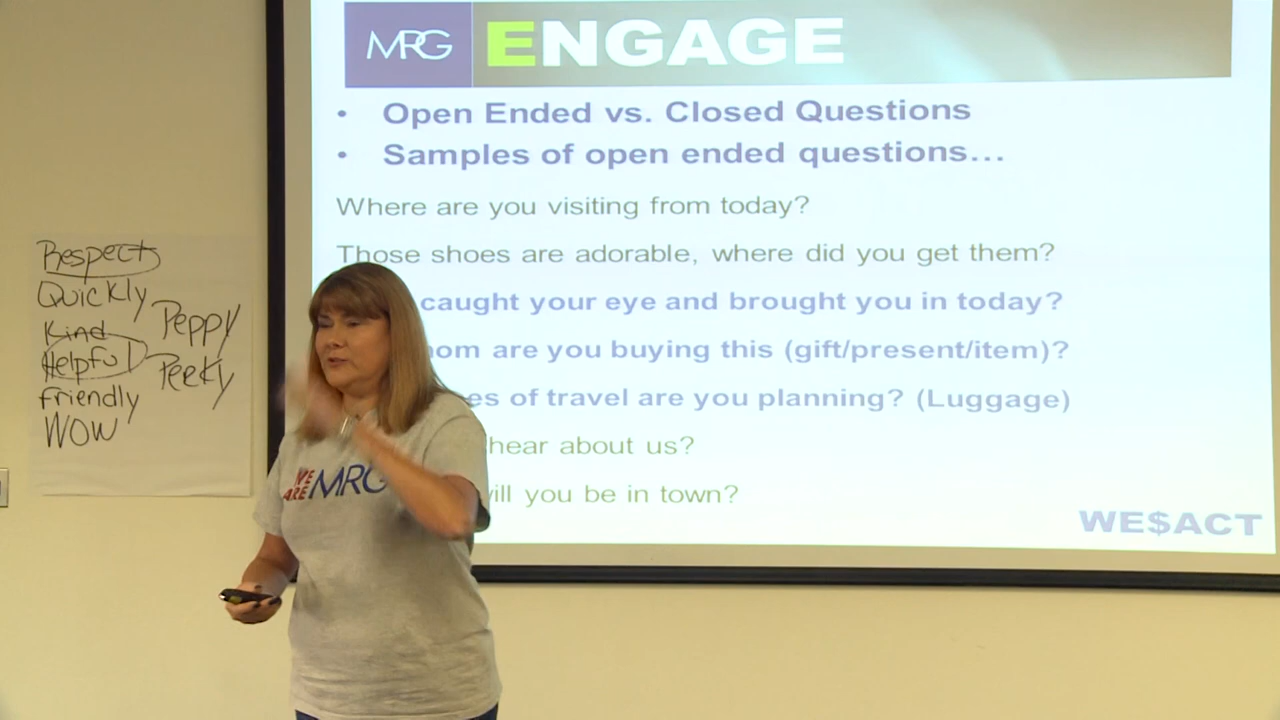 MRG ENGAGE
• Open Ended vs. Closed Questions
• Samples of open ended questions…
Where are you visiting from today?
Those shoes are adorable, where did you get them?
caught your eye and brought you in today?
are you buying this (gift/present/item)?
of travel are you planning? (Luggage)
hear about us?
you be in town?
WE$ACT
Respect
Quickly
Kind
Helpful
Friendly
WOW
Peppy
Perky
WE
ARE MRG